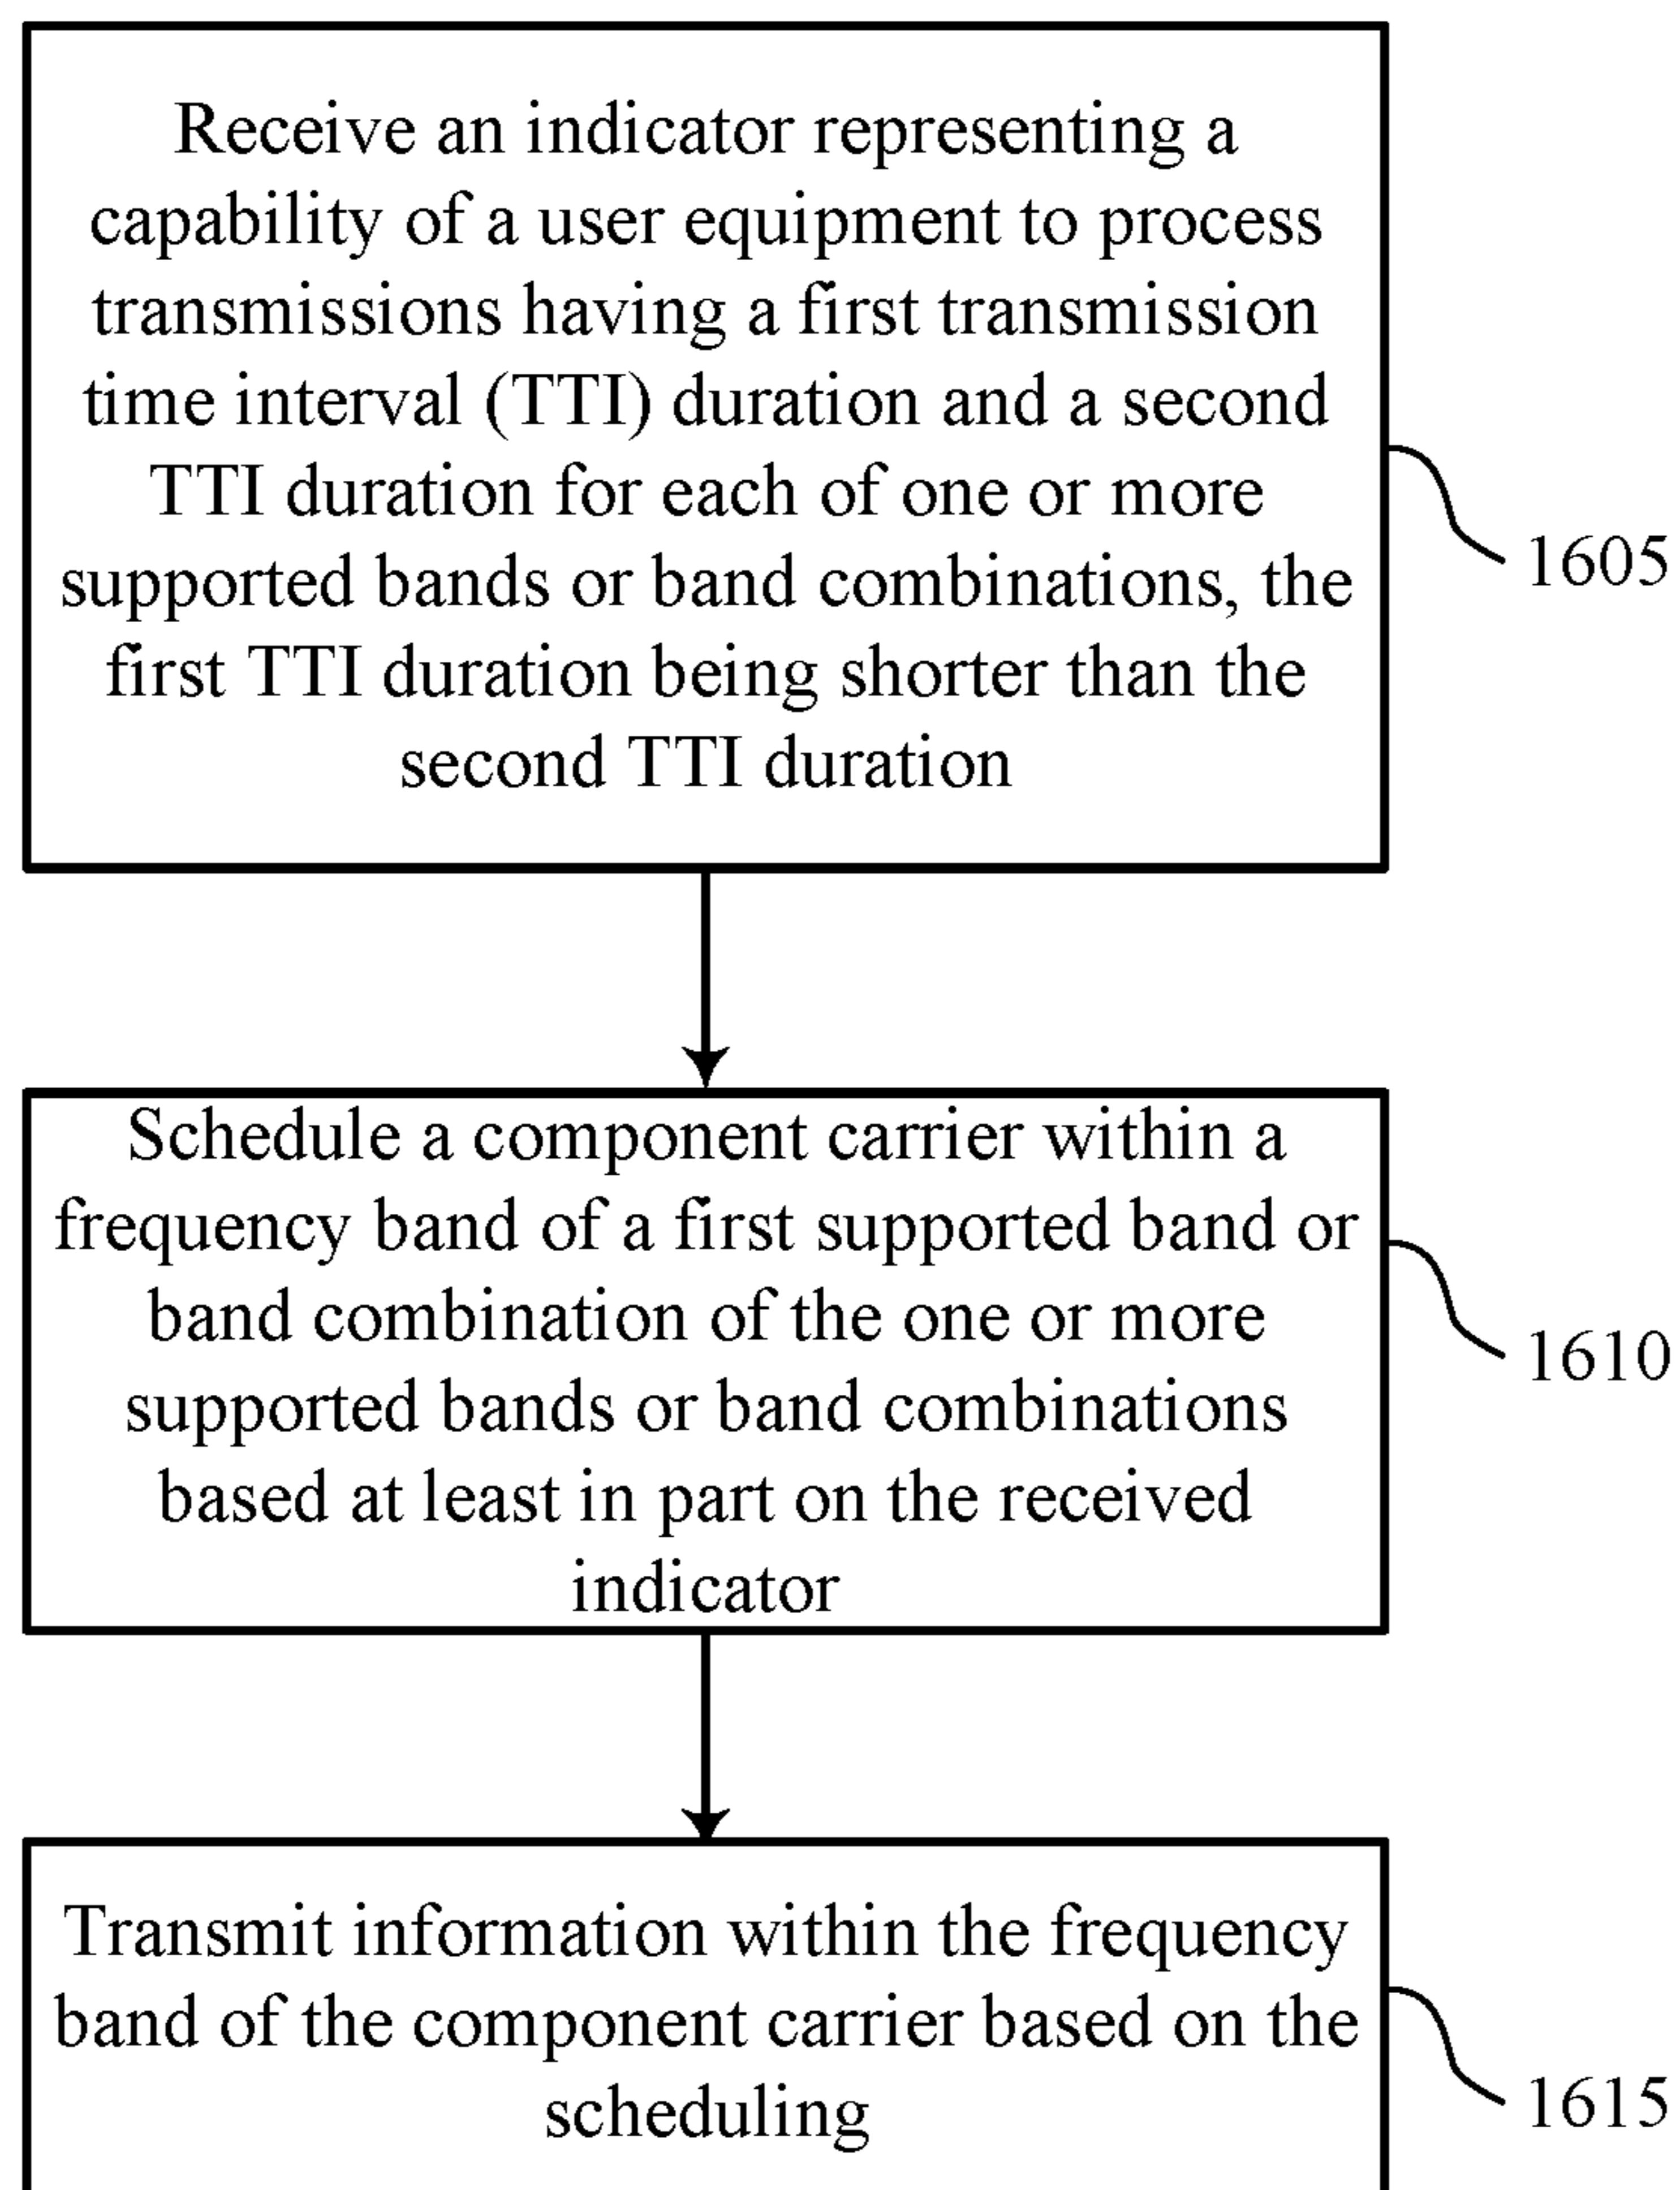 Receive an indicator representing a
capability of a user equipment to process
transmissions having a first transmission
time interval (TTI) duration and a second
TTI duration for each of one or more
supported bands or band combinations, the
first TTI duration being shorter than the
second TTI duration
1605
Schedule a component carrier within a
frequency band of a first supported band or
band combination of the one or more
supported bands or band combinations
based at least in part on the received
indicator
1610
Transmit information within the frequency
band of the component carrier based on the
scheduling
1615